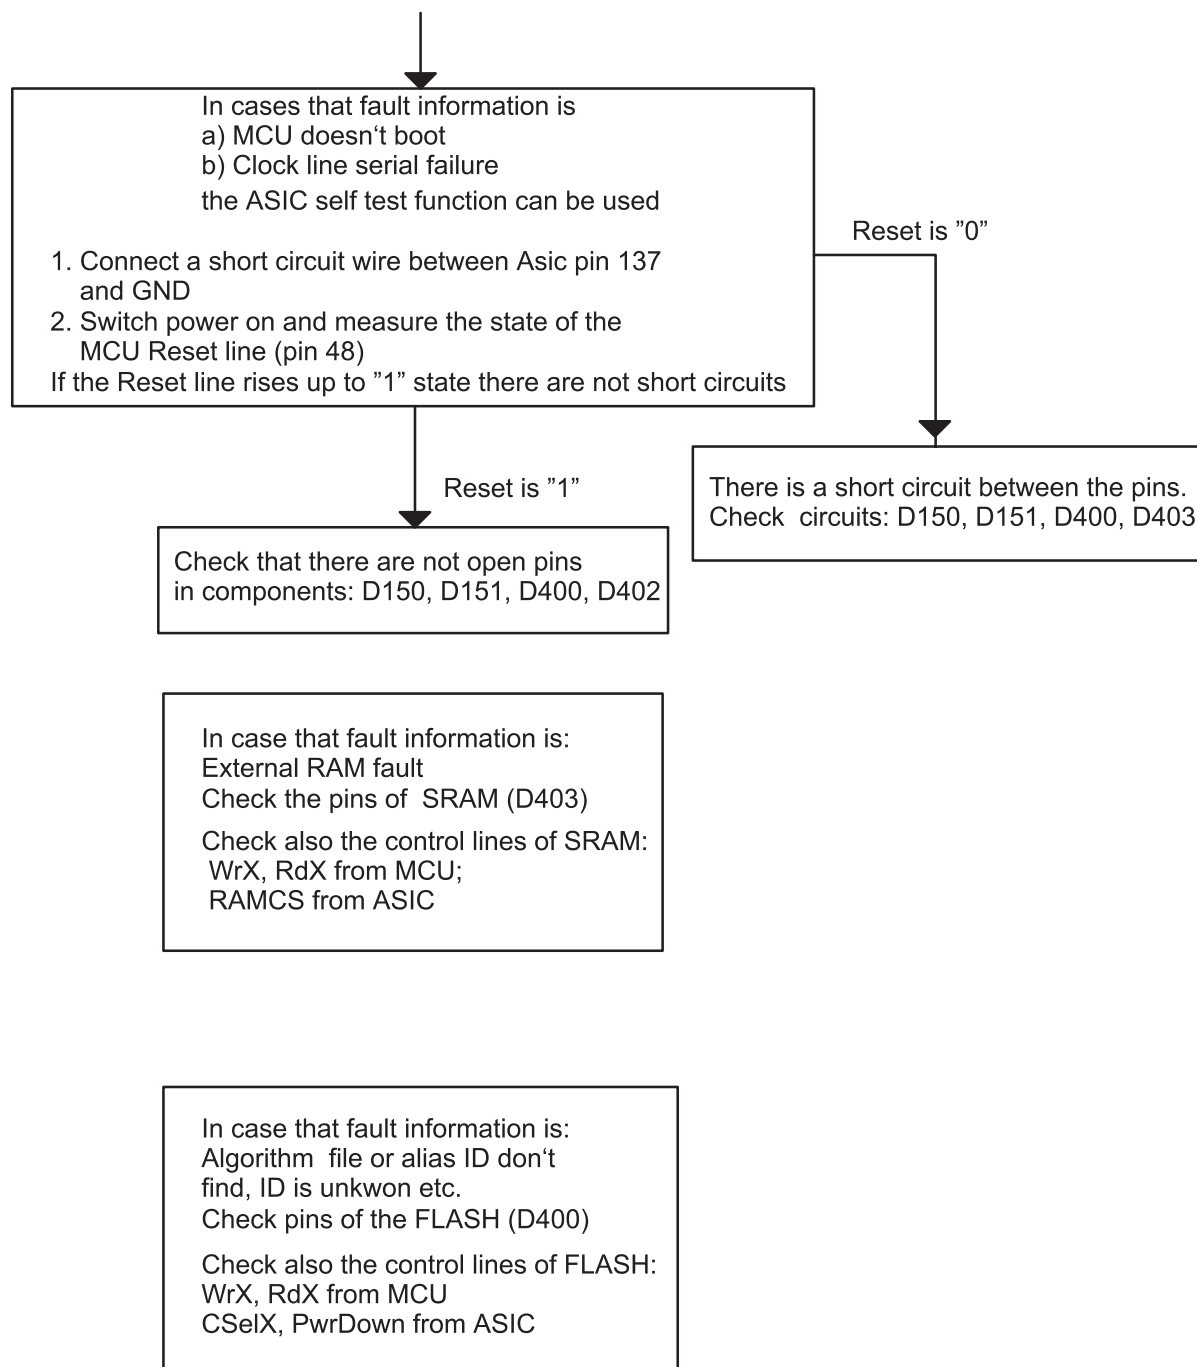 In cases that fault information is
a) MCU doesn‘t boot
b) Clock line serial failure
the ASIC self test function can be used
1. Connect a short circuit wire between Asic pin 137
and GND
2. Switch power on and measure the state of the
MCU Reset line (pin 48)
If the Reset line rises up to ”1” state there are not short circuits
Reset is ”0”
Reset is ”1”
There is a short circuit between the pins.
Check circuits: D150, D151, D400, D403
Check that there are not open pins
in components: D150, D151, D400, D402
In case that fault information is:
External RAM fault
Check the pins of SRAM (D403)
Check also the control lines of SRAM:
WrX, RdX from MCU;
RAMCS from ASIC
In case that fault information is:
Algorithm file or alias ID don‘t
find, ID is unkwon etc.
Check pins of the FLASH (D400)
Check also the control lines of FLASH:
WrX, RdX from MCU
CSelX, PwrDown from ASIC